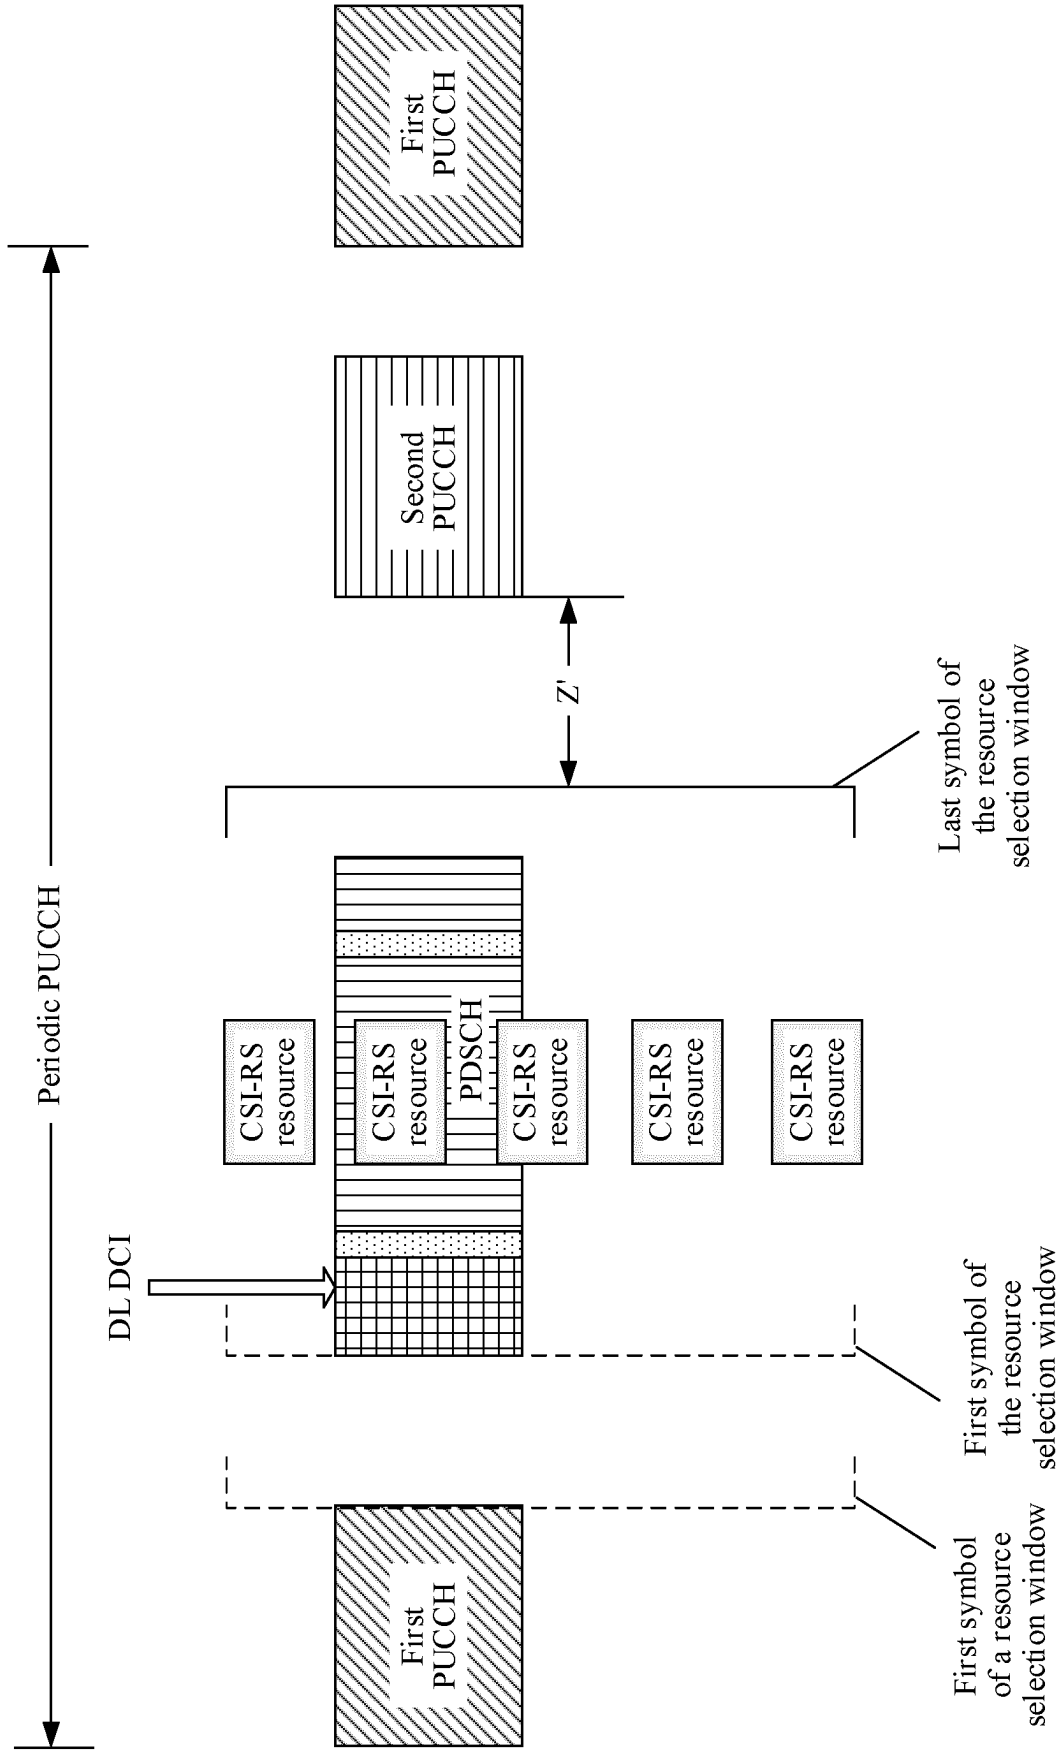 Periodic PUCCH
DL DCI
First
PUCCH
CSI-RS
resource
CSI-RS
resource
PDSCH
CSI-RS
resource
CSI-RS
resource
CSI-RS
resource
Second
PUCCH
First
PUCCH
Z'
First symbol
of a resource
selection window
First symbol of
the resource
selection window
Last symbol of
the resource
selection window